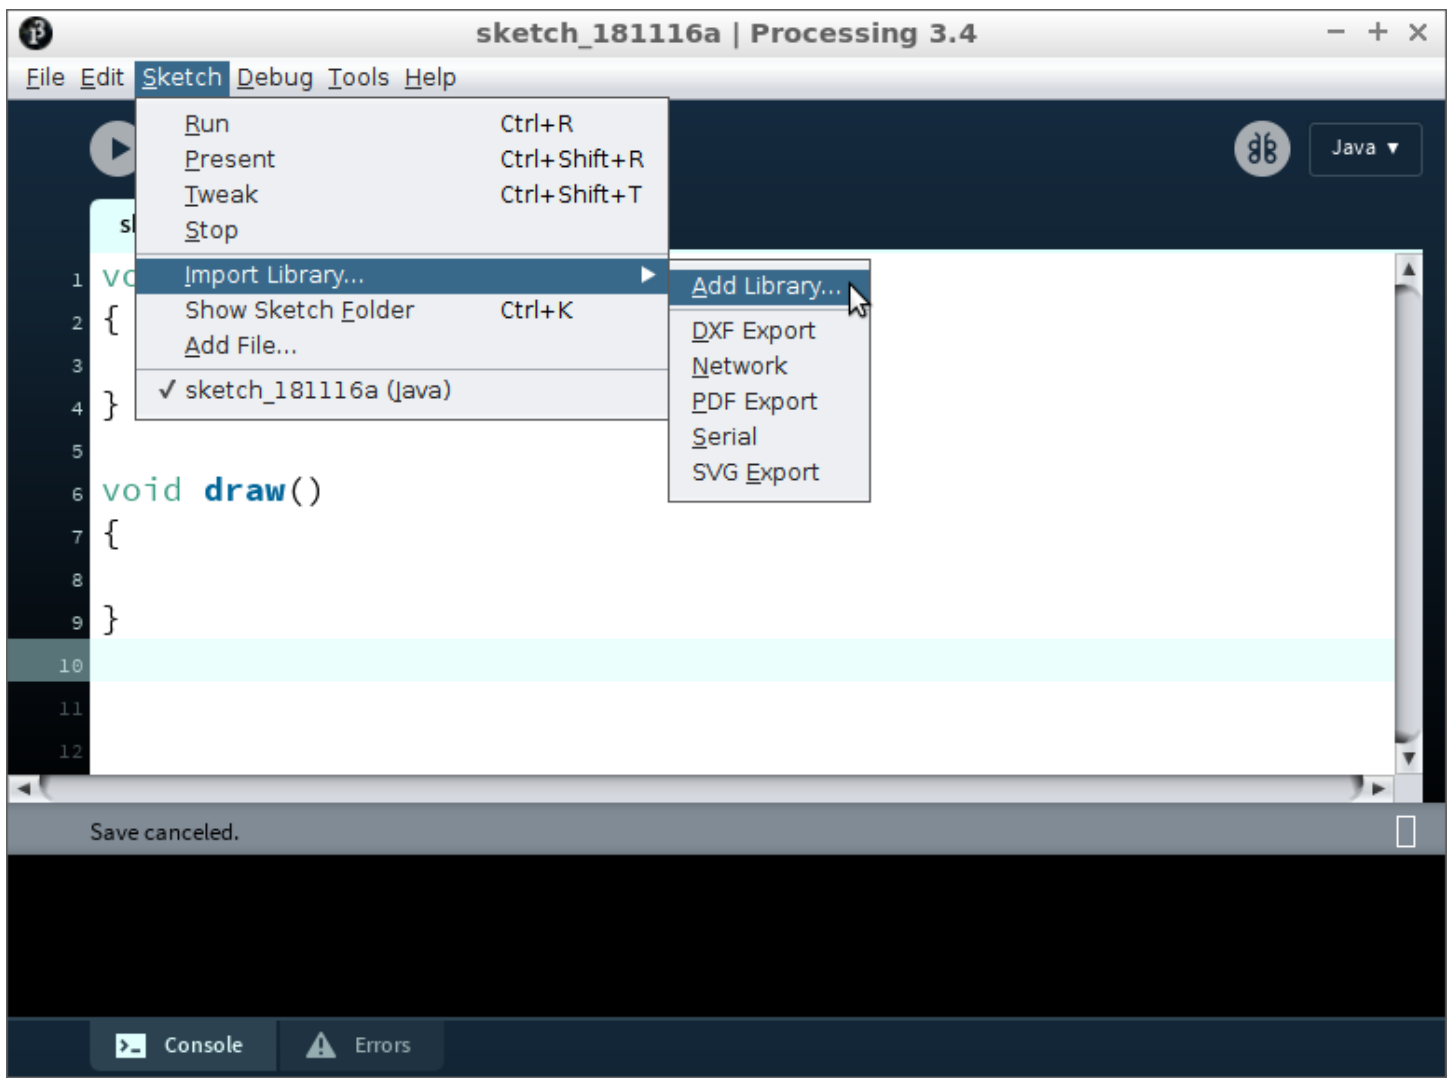 sketch_181116a | Processing 3.4
File Edit Sketch Debug Tools Help
Run Ctrl+R
Present Ctrl+Shift+R
Tweak Ctrl+Shift+T
Stop
Import Library...
Show Sketch Folder Ctrl+K
Add File...
✓ sketch_181116a (Java)
Add Library...
DXF Export
Network
PDF Export
Serial
SVG Export
Java ▼
sk
1 vo
2 {
3
4 }
5
6 void draw()
7 {
8
9 }
10
11
12
Save canceled.
Console Errors